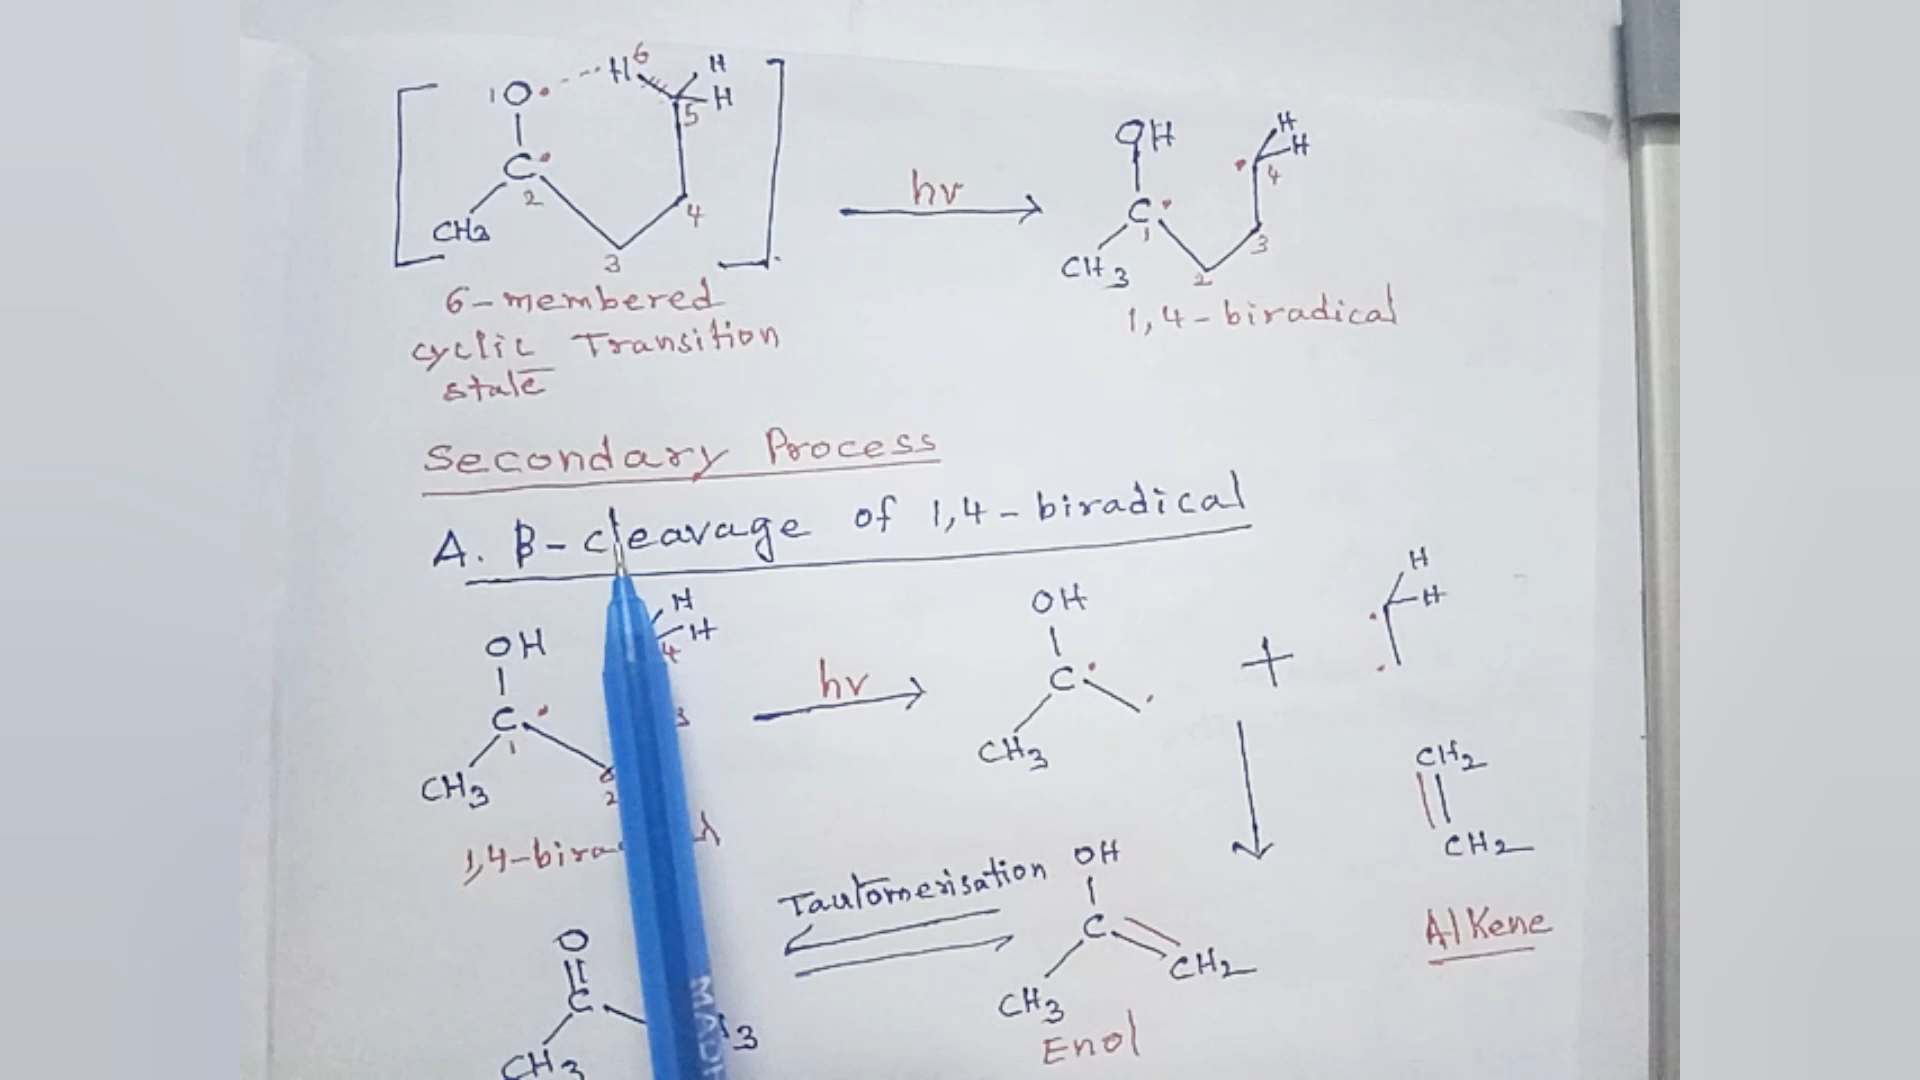 1 O · H 6 H
5 H
C ·
2
CH3
4
3
hν
OH H H
· 4
C ·
1
3
CH3 2
6-membered
cyclic Transition
state
1,4-biradical
Secondary Process
A. β-cleavage of 1,4-biradical
OH H
H
4
C ·
1
3
CH3
2
hν
OH
C · ·
CH3
+
H
H
·
·
CH2
CH2
Alkene
Tautomerisation
OH
C
CH2
CH3
Enol
O
C
CH3
3